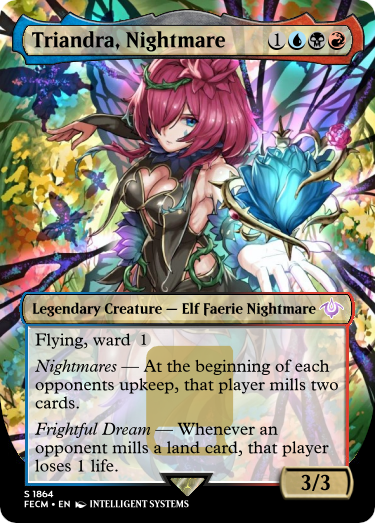 Triandra, Nightmare 1
Legendary Creature — Elf Faerie Nightmare
Flying, ward 1
Nightmares — At the beginning of each
opponents upkeep, that player mills two
cards.
Frightful Dream — Whenever an
opponent mills a land card, that player
loses 1 life.
3/3
S 1864
FECM • EN INTELLIGENT SYSTEMS